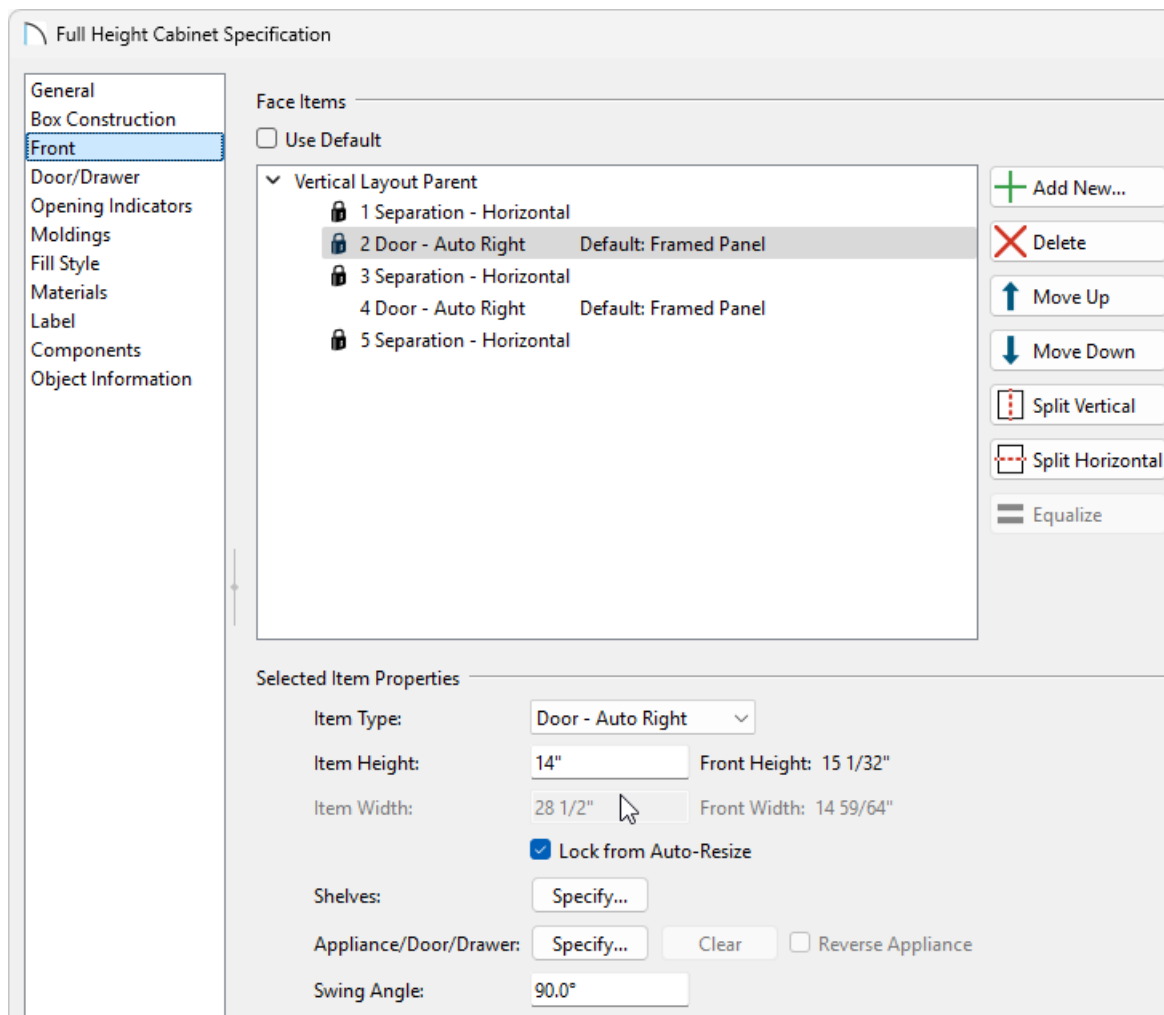 Full Height Cabinet Specification
General
Box Construction
Front
Door/Drawer
Opening Indicators
Moldings
Fill Style
Materials
Label
Components
Object Information
Face Items
Use Default
Vertical Layout Parent
1 Separation - Horizontal
2 Door - Auto Right Default: Framed Panel
3 Separation - Horizontal
4 Door - Auto Right Default: Framed Panel
5 Separation - Horizontal
Add New...
Delete
Move Up
Move Down
Split Vertical
Split Horizontal
Equalize
Selected Item Properties
Item Type: Door - Auto Right
Item Height: 14" Front Height: 15 1/32"
Item Width: 28 1/2" Front Width: 14 59/64"
Lock from Auto-Resize
Shelves: Specify...
Appliance/Door/Drawer: Specify... Clear Reverse Appliance
Swing Angle: 90.0°